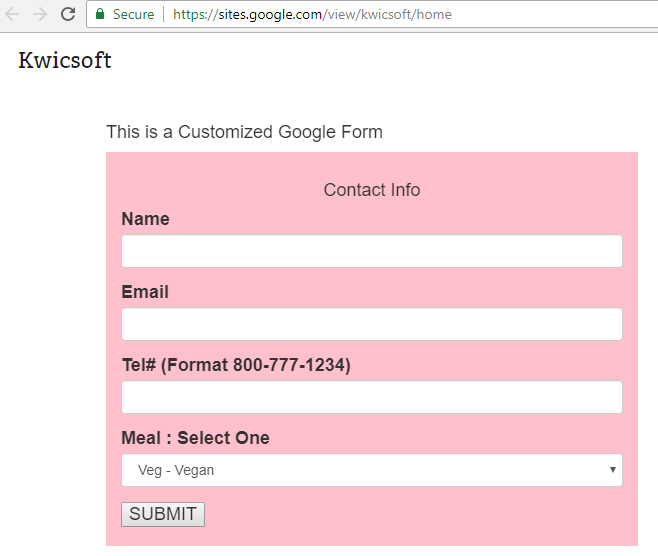 Secure | https://sites.google.com/view/kwicsoft/home
Kwicsoft
This is a Customized Google Form
Contact Info
Name
Email
Tel# (Format 800-777-1234)
Meal : Select One
Veg - Vegan
SUBMIT